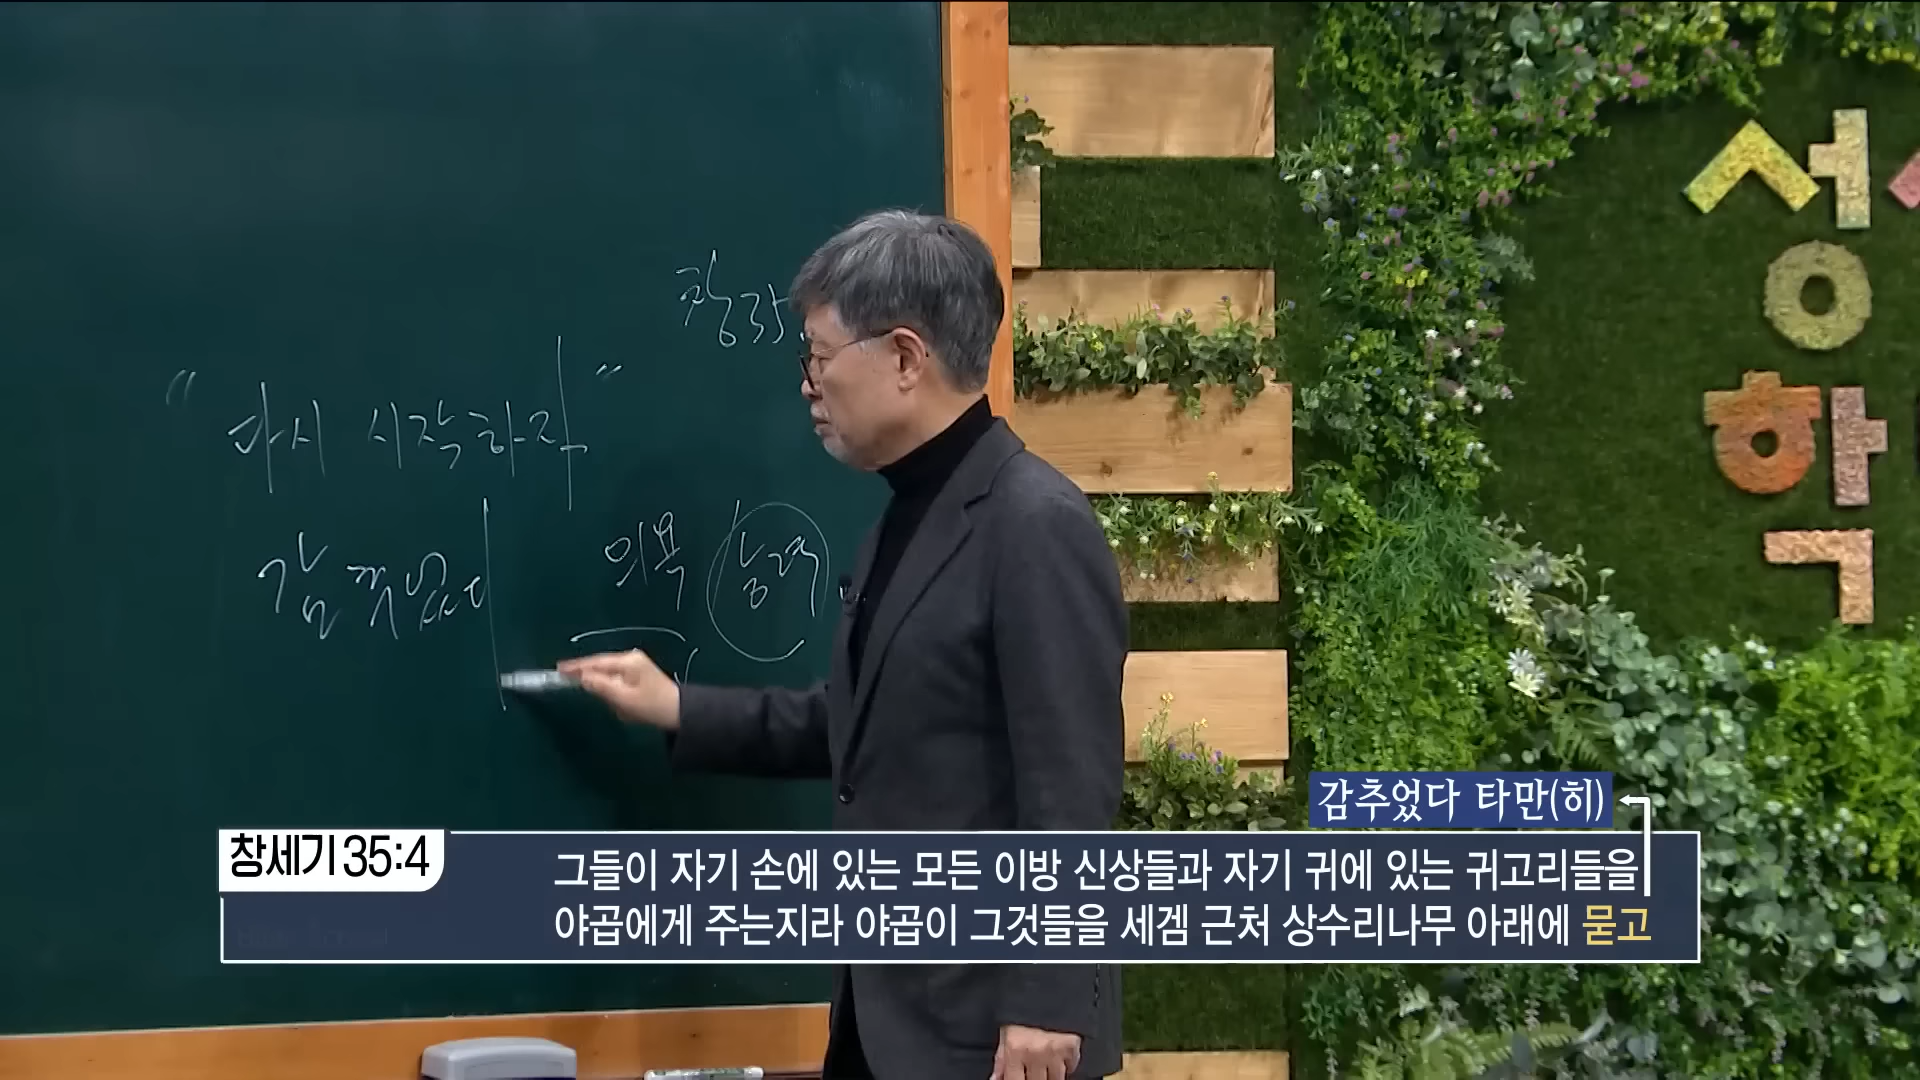 "다시 시작하자"
감추었다
의복
창세기 35:4
감추었다 타만(히)
그들이 자기 손에 있는 모든 이방 신상들과 자기 귀에 있는 귀고리들을
야곱에게 주는지라 야곱이 그것들을 세겜 근처 상수리나무 아래에 묻고
성
하